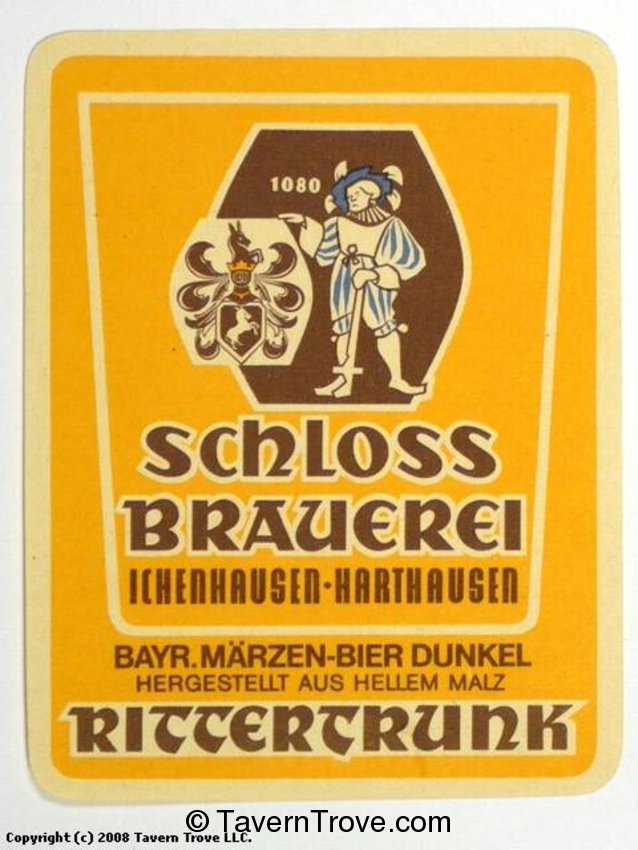 1080
SCHLOSS
BRAUEREI
ICHENHAUSEN·HARTHAUSEN
BAYR. MÄRZEN-BIER DUNKEL
HERGESTELLT AUS HELLEM MALZ
RITTERTRUNK
© TavernTrove.com
Copyright (c) 2008 Tavern Trove LLC.